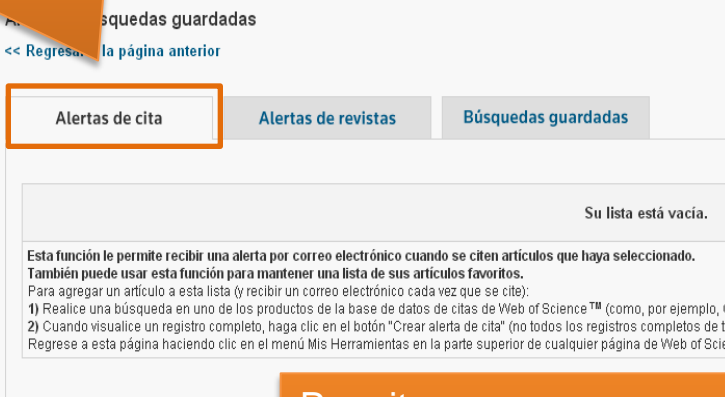 squedas guardadas
<< Regresar la página anterior
Alertas de cita
Alertas de revistas
Búsquedas guardadas
Su lista está vacía.
Esta función le permite recibir una alerta por correo electrónico cuando se citen artículos que haya seleccionado.
También puede usar esta función para mantener una lista de sus artículos favoritos.
Para agregar un artículo a esta lista (y recibir un correo electrónico cada vez que se cite):
1) Realice una búsqueda en uno de los productos de la base de datos de citas de Web of Science™ (como, por ejemplo,
2) Cuando visualice un registro completo, haga clic en el botón "Crear alerta de cita" (no todos los registros completos de
Regrese a esta página haciendo clic en el menú Mis Herramientas en la parte superior de cualquier página de Web of Scie